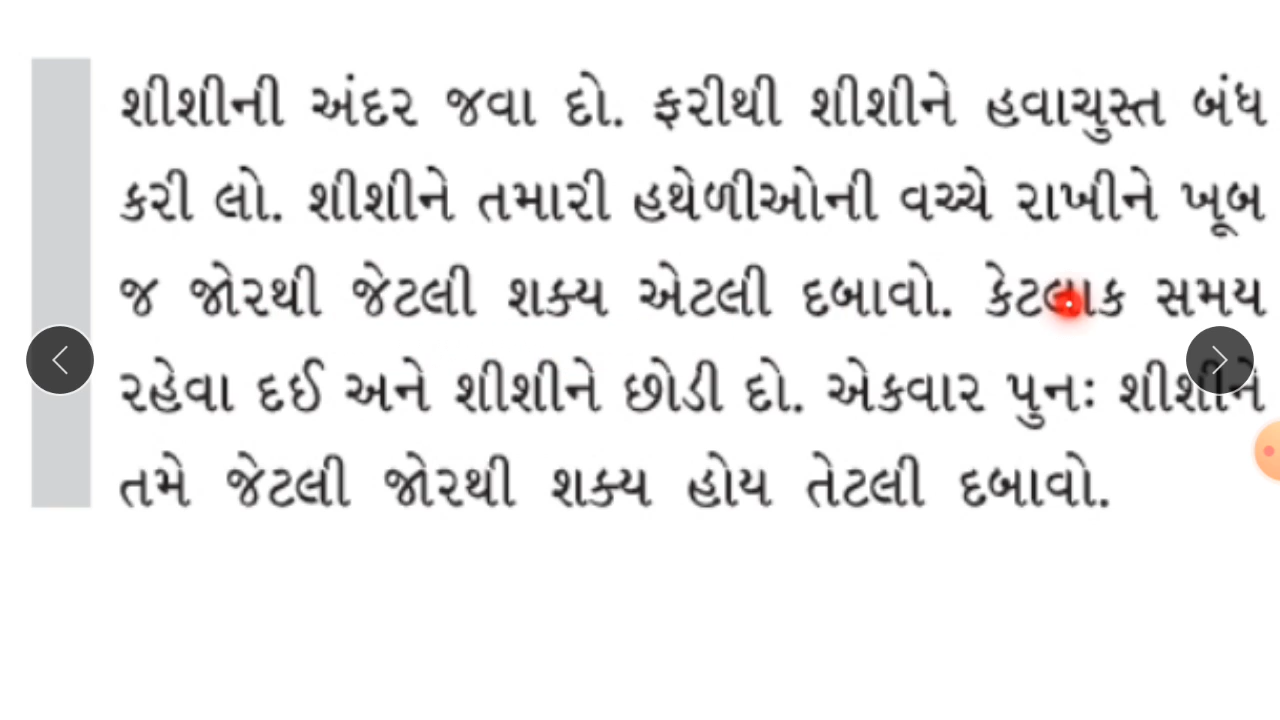 શીશીની અંદર જવા દો. ફરીથી શીશીને હવાચુસ્ત બંધ
કરી લો. શીશીને તમારી હથેળીઓની વચ્ચે રાખીને ખૂબ
જ જોરથી જેટલી શક્ય એટલી દબાવો. કેટલાક સમય
રહેવા દઈ અને શીશીને છોડી દો. એકવાર પુનઃ શીશીને
તમે જેટલી જોરથી શક્ય હોય તેટલી દબાવો.